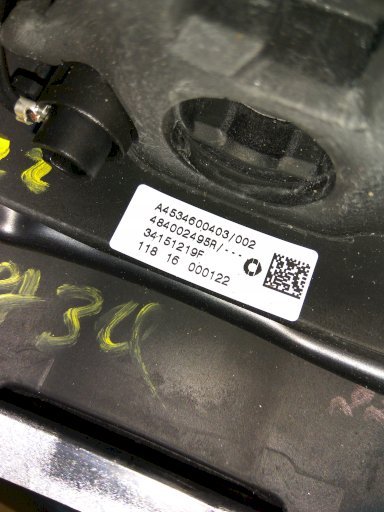 A4534600403/002
484002495R/---
34151219F
118 16 000122